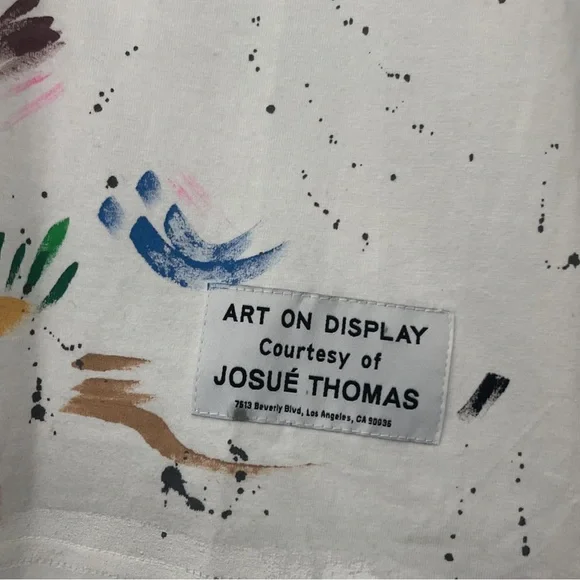 ART ON DISPLAY
Courtesy of
JOSUÉ THOMAS
7513 Beverly Blvd, Los Angeles, CA 90036